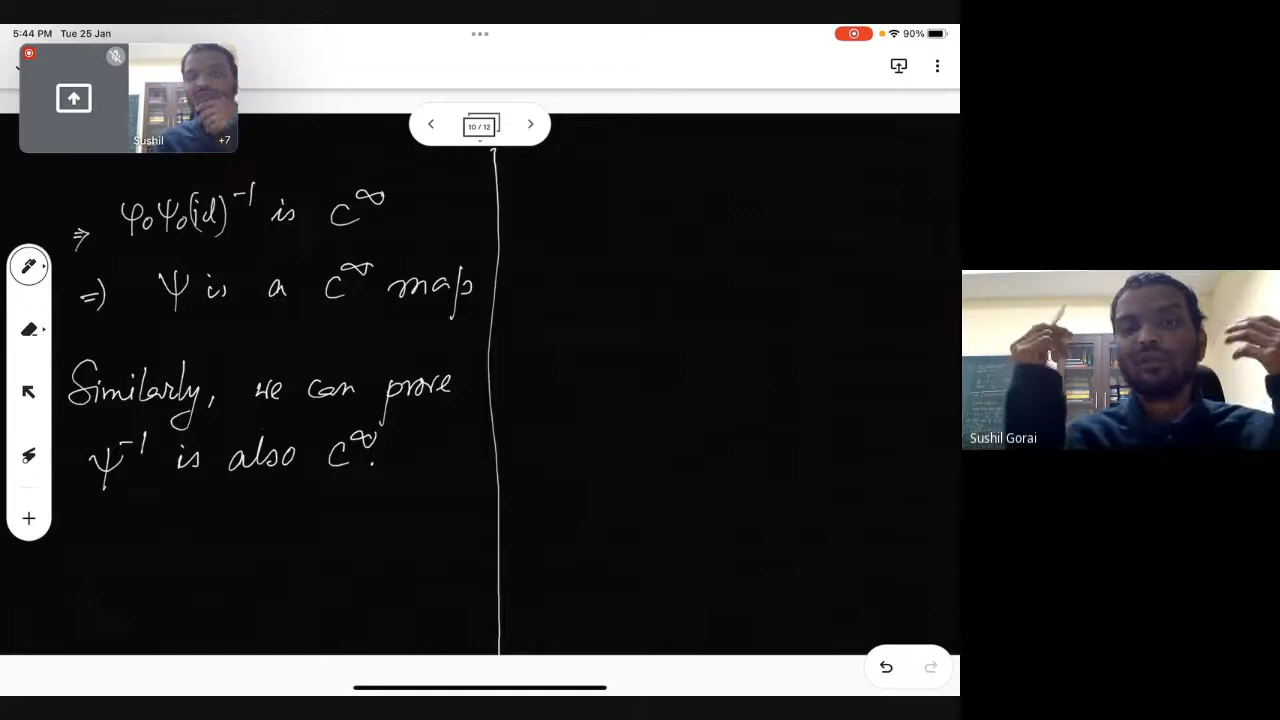 5:44 PM Tue 25 Jan
90%
Sushil
+7
10 / 12
⇒ φ∘ψ∘(id)⁻¹ is C^∞
⇒ ψ is a C^∞ map
Similarly, we can prove
ψ⁻¹ is also C^∞.
Sushil Gorai